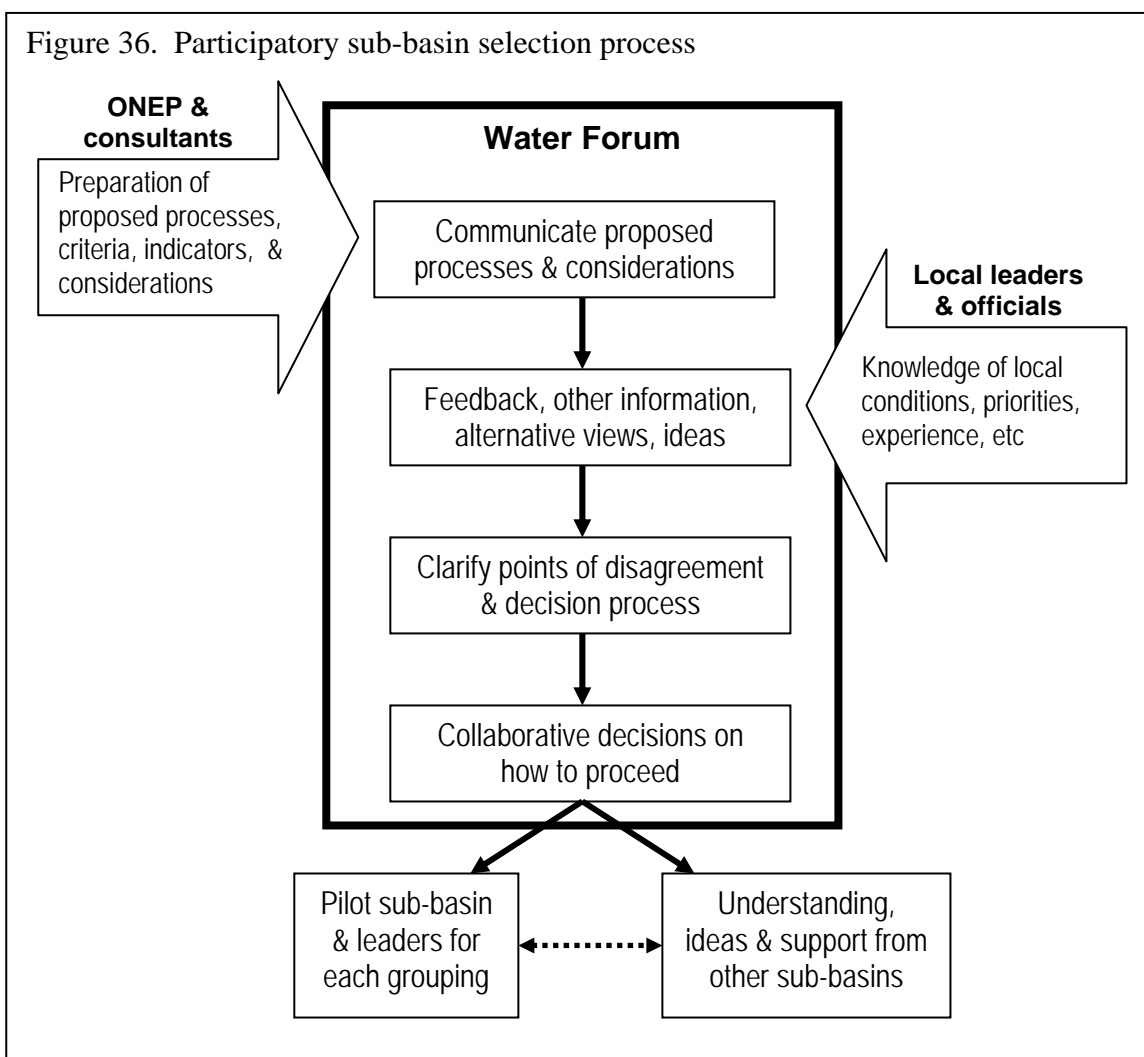 Figure 36. Participatory sub-basin selection process
ONEP &
consultants
Preparation of
proposed processes,
criteria, indicators, &
considerations
Water Forum
Communicate proposed
processes & considerations
Local leaders
& officials
Knowledge of local
conditions, priorities,
experience, etc
Feedback, other information,
alternative views, ideas
Clarify points of disagreement
& decision process
Collaborative decisions on
how to proceed
Pilot sub-basin
& leaders for
each grouping
Understanding,
ideas & support from
other sub-basins